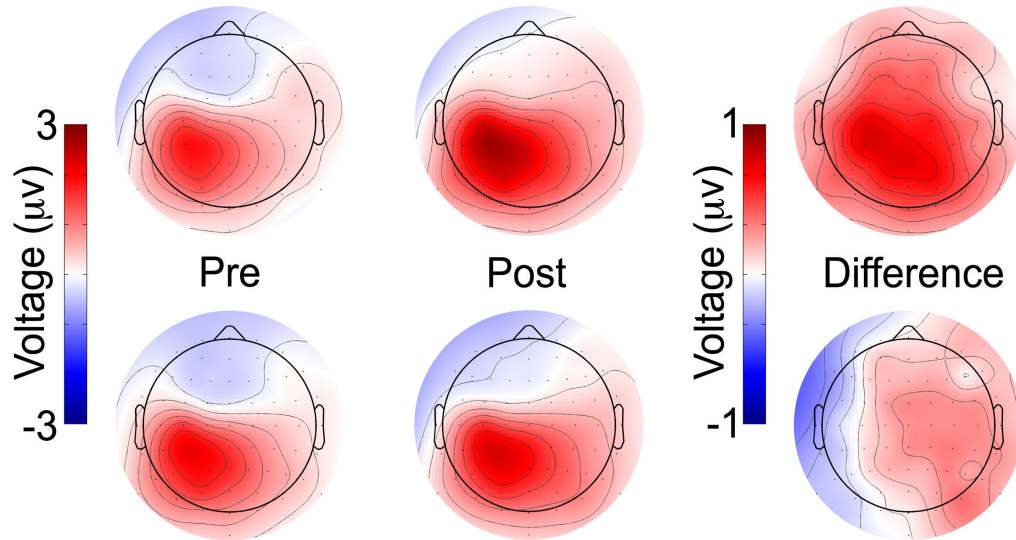 3
Voltage (μv)
-3
Pre
Post
1
Voltage (μv)
-1
Difference